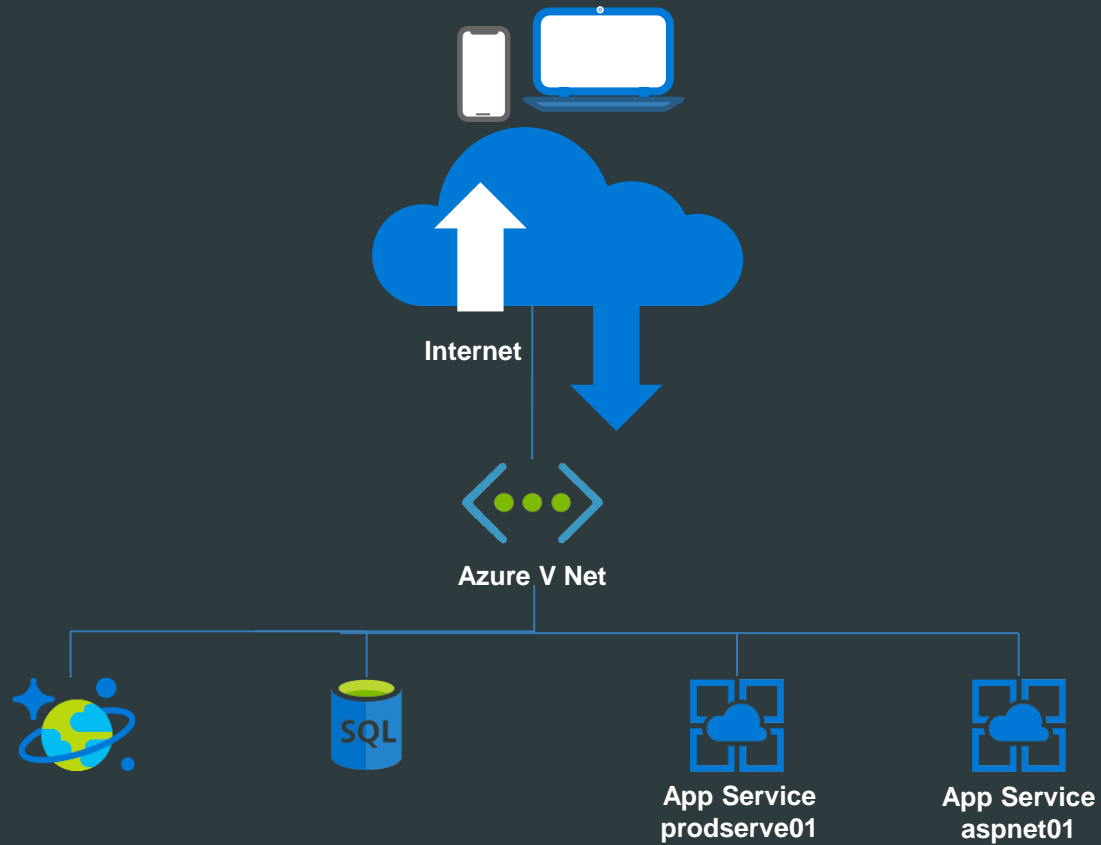 Internet
Azure V Net
SQL
App Service
prodserve01
App Service
aspnet01